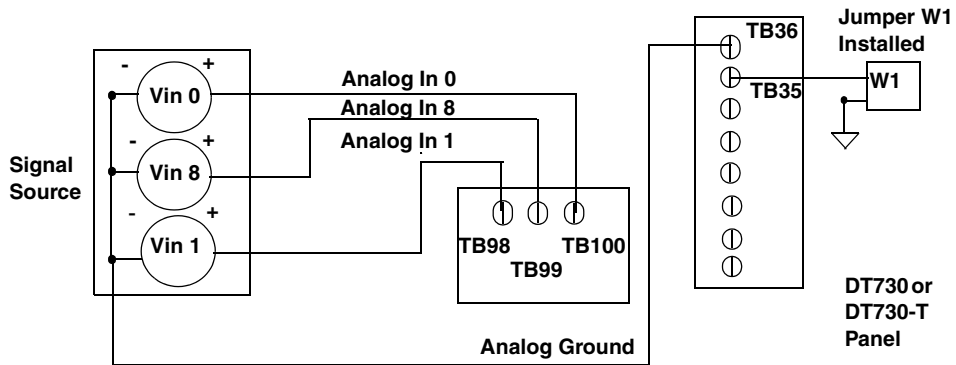 Jumper W1
Installed
TB36
W1
TB35
Analog In 0
Analog In 8
Analog In 1
- +
Vin 0
- +
Vin 8
- +
Vin 1
Signal
Source
TB98
TB99
TB100
DT730 or
DT730-T
Panel
Analog Ground